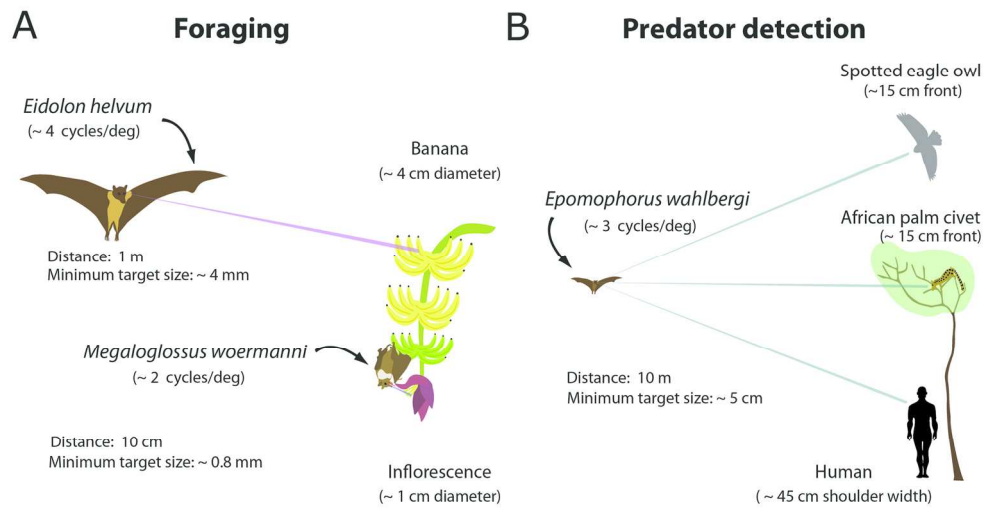 A
Foraging
Eidolon helvum
(~ 4 cycles/deg)
Banana
(~ 4 cm diameter)
Distance: 1 m
Minimum target size: ~ 4 mm
Megaloglossus woermanni
(~ 2 cycles/deg)
Distance: 10 cm
Minimum target size: ~ 0.8 mm
Inflorescence
(~ 1 cm diameter)
B
Predator detection
Spotted eagle owl
(~15 cm front)
Epomophorus wahlbergi
(~ 3 cycles/deg)
African palm civet
(~ 15 cm front)
Distance: 10 m
Minimum target size: ~ 5 cm
Human
( ~ 45 cm shoulder width)